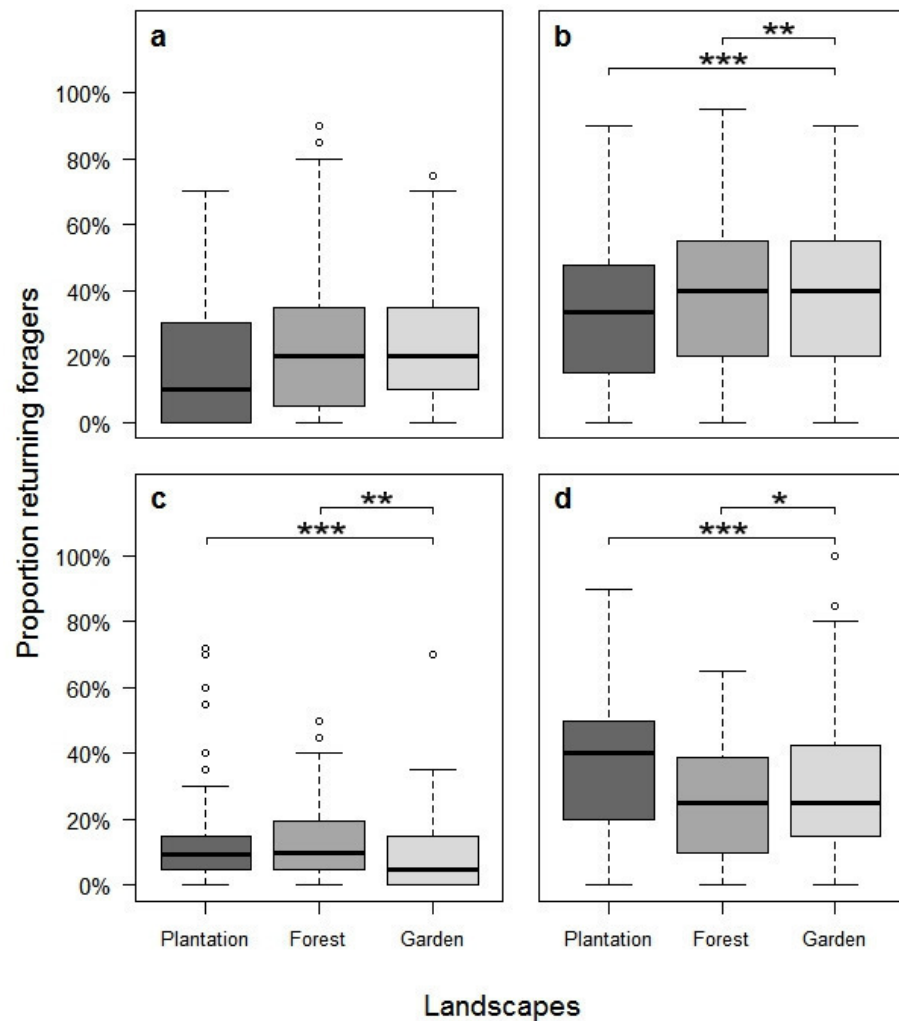 a
b
**
***
100%
80%
60%
40%
20%
0%
c
**
***
d
*
***
100%
80%
60%
40%
20%
0%
Proportion returning foragers
Plantation Forest Garden
Plantation Forest Garden
Landscapes